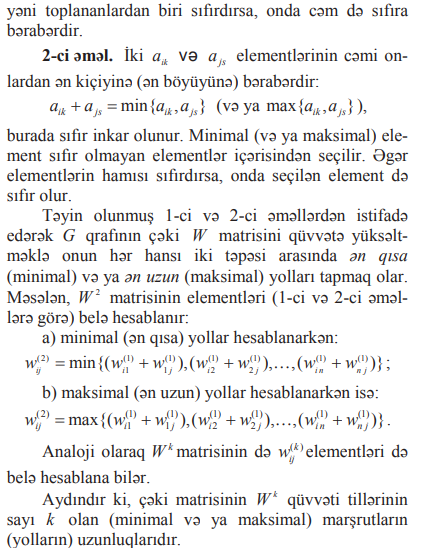 yəni toplananlardan biri sıfırdırsa, onda cəm də sıfıra
bərabərdir.
2-ci əməl. İki a_{ik} və a_{js} elementlərinin cəmi on-
lardan ən kiçiyinə (ən böyüyünə) bərabərdir:
a_{ik} + a_{js} = min{a_{ik}, a_{js}} (və ya max{a_{ik}, a_{js}}),
burada sıfır inkar olunur. Minimal (və ya maksimal) ele-
ment sıfır olmayan elementlər içərisindən seçilir. Əgər
elementlərin hamısı sıfırdırsa, onda seçilən element də
sıfır olur.
Təyin olunmuş 1-ci və 2-ci əməllərdən istifadə
edərək G qrafının çəki W matrisini qüvvətə yüksəlt-
məklə onun hər hansı iki təpəsi arasında ən qısa
(minimal) və ya ən uzun (maksimal) yolları tapmaq olar.
Məsələn, W² matrisinin elementləri (1-ci və 2-ci əməl-
lərə görə) belə hesablanır:
a) minimal (ən qısa) yollar hesablanarkən:
w_{ij}^{(2)} = min{(w_{i1}^{(1)} + w_{1j}^{(1)}),(w_{i2}^{(1)} + w_{2j}^{(1)}),…,(w_{in}^{(1)} + w_{nj}^{(1)})};
b) maksimal (ən uzun) yollar hesablanarkən isə:
w_{ij}^{(2)} = max{(w_{i1}^{(1)} + w_{1j}^{(1)}),(w_{i2}^{(1)} + w_{2j}^{(1)}),…,(w_{in}^{(1)} + w_{nj}^{(1)})}.
Analoji olaraq W^k matrisinin də w_{ij}^{(k)} elementləri də
belə hesablana bilər.
Aydındır ki, çəki matrisinin W^k qüvvəti tillərinin
sayı k olan (minimal və ya maksimal) marşrutların
(yolların) uzunluqlarıdır.